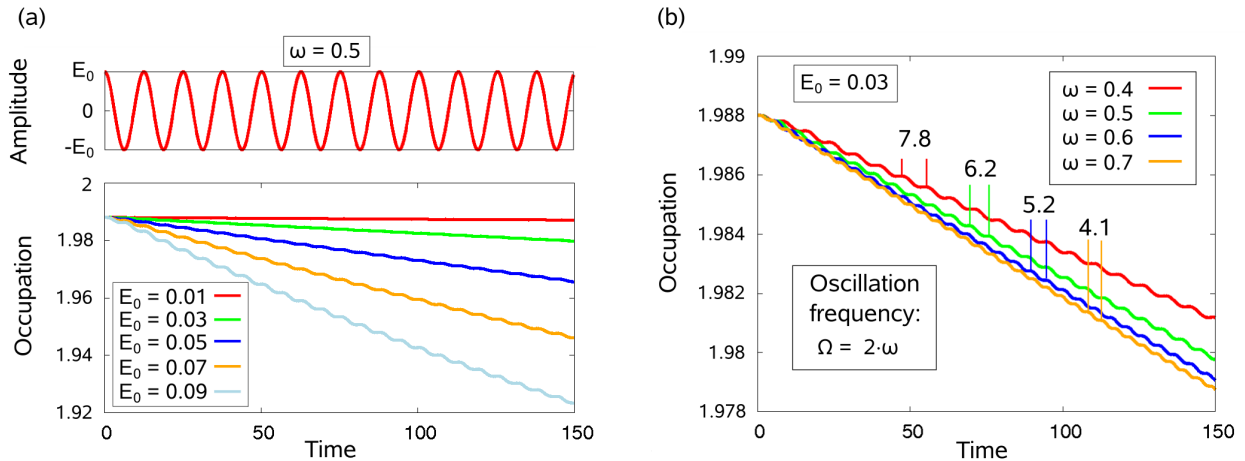 (a)
ω = 0.5
Amplitude
E₀
0
-E₀
Occupation
2
1.98
1.96
1.94
1.92
E₀ = 0.01
E₀ = 0.03
E₀ = 0.05
E₀ = 0.07
E₀ = 0.09
0
50
100
150
Time
(b)
Occupation
1.99
1.988
1.986
1.984
1.982
1.98
1.978
E₀ = 0.03
ω = 0.4
ω = 0.5
ω = 0.6
ω = 0.7
7.8
6.2
5.2
4.1
Oscillation
frequency:
Ω = 2·ω
0
50
100
150
Time